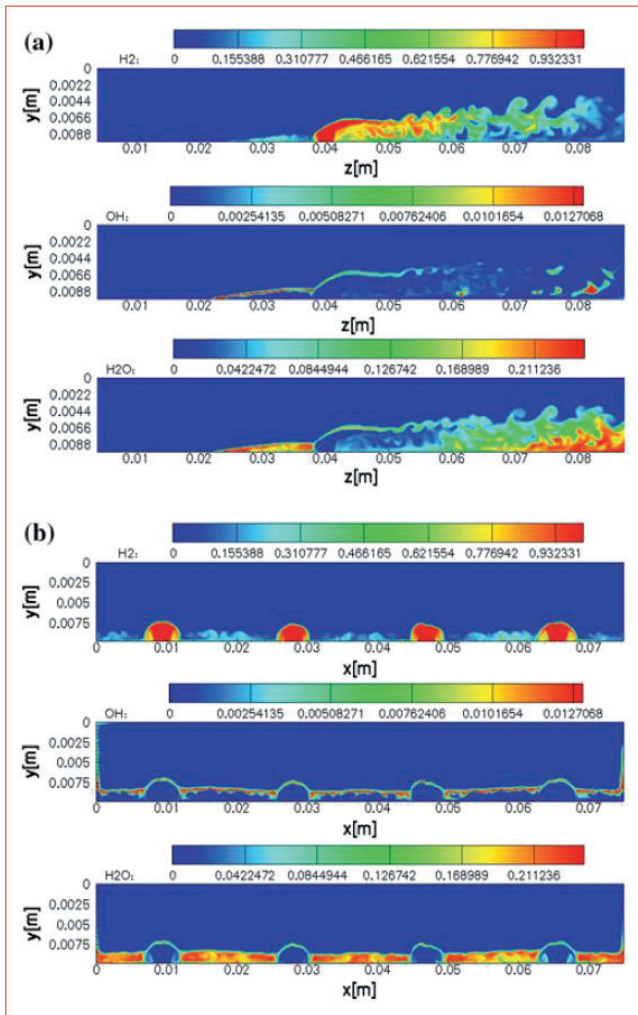 (a)
H2: 0 0.155388 0.310777 0.466165 0.621554 0.776942 0.932331
y[m]
0
0.0022
0.0044
0.0066
0.0088
0.01 0.02 0.03 0.04 0.05 0.06 0.07 0.08
z[m]
OH: 0 0.00254135 0.00508271 0.00762406 0.0101654 0.0127068
y[m]
0
0.0022
0.0044
0.0066
0.0088
0.01 0.02 0.03 0.04 0.05 0.06 0.07 0.08
z[m]
H2O: 0 0.0422472 0.0844944 0.126742 0.168989 0.211236
y[m]
0
0.0022
0.0044
0.0066
0.0088
0.01 0.02 0.03 0.04 0.05 0.06 0.07 0.08
z[m]
(b)
H2: 0 0.155388 0.310777 0.466165 0.621554 0.776942 0.932331
y[m]
0
0.0025
0.005
0.0075
0 0.01 0.02 0.03 0.04 0.05 0.06 0.07
x[m]
OH: 0 0.00254135 0.00508271 0.00762406 0.0101654 0.0127068
y[m]
0
0.0025
0.005
0.0075
0 0.01 0.02 0.03 0.04 0.05 0.06 0.07
x[m]
H2O: 0 0.0422472 0.0844944 0.126742 0.168989 0.211236
y[m]
0
0.0025
0.005
0.0075
0 0.01 0.02 0.03 0.04 0.05 0.06 0.07
x[m]